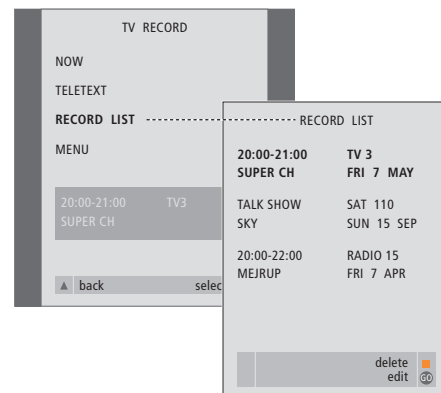 TV RECORD
NOW
TELETEXT
RECORD LIST
MENU
20:00-21:00 TV3
SUPER CH
▲ back selec
RECORD LIST
20:00-21:00 TV 3
SUPER CH FRI 7 MAY
TALK SHOW SAT 110
SKY SUN 15 SEP
20:00-22:00 RADIO 15
MEJRUP FRI 7 APR
delete
edit GO